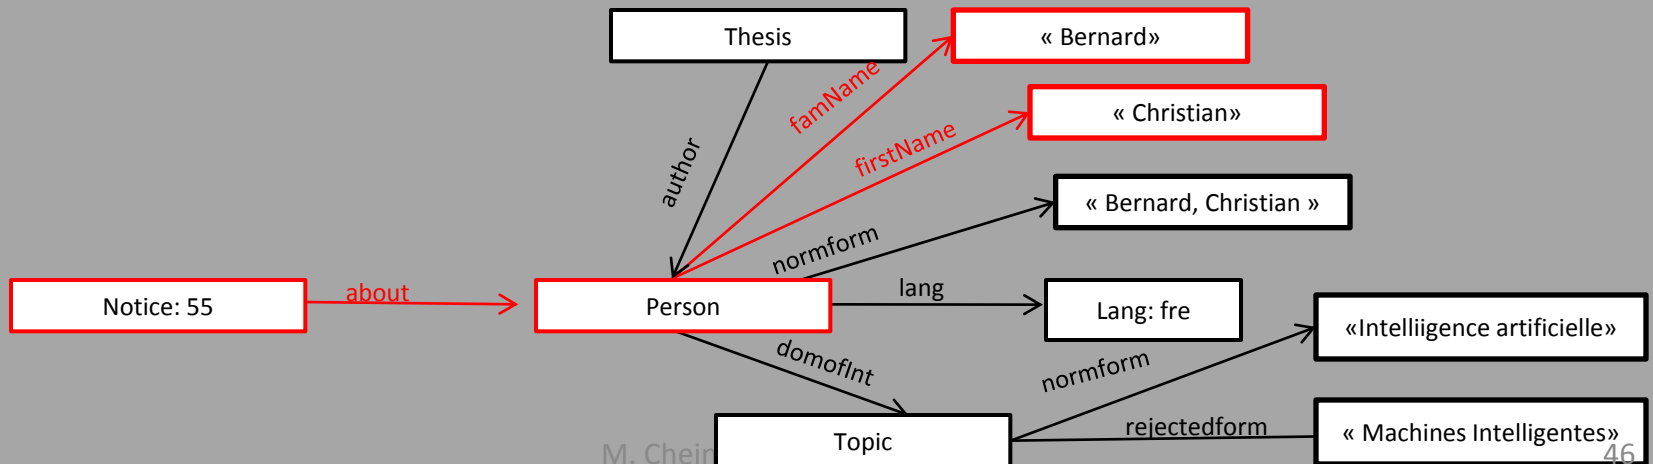 Thesis
« Bernard»
famName
« Christian»
firstName
author
« Bernard, Christian »
normform
Notice: 55
about
Person
lang
Lang: fre
«Intelliigence artificielle»
domofInt
normform
Topic
rejectedform
« Machines Intelligentes»
M. Chein
46